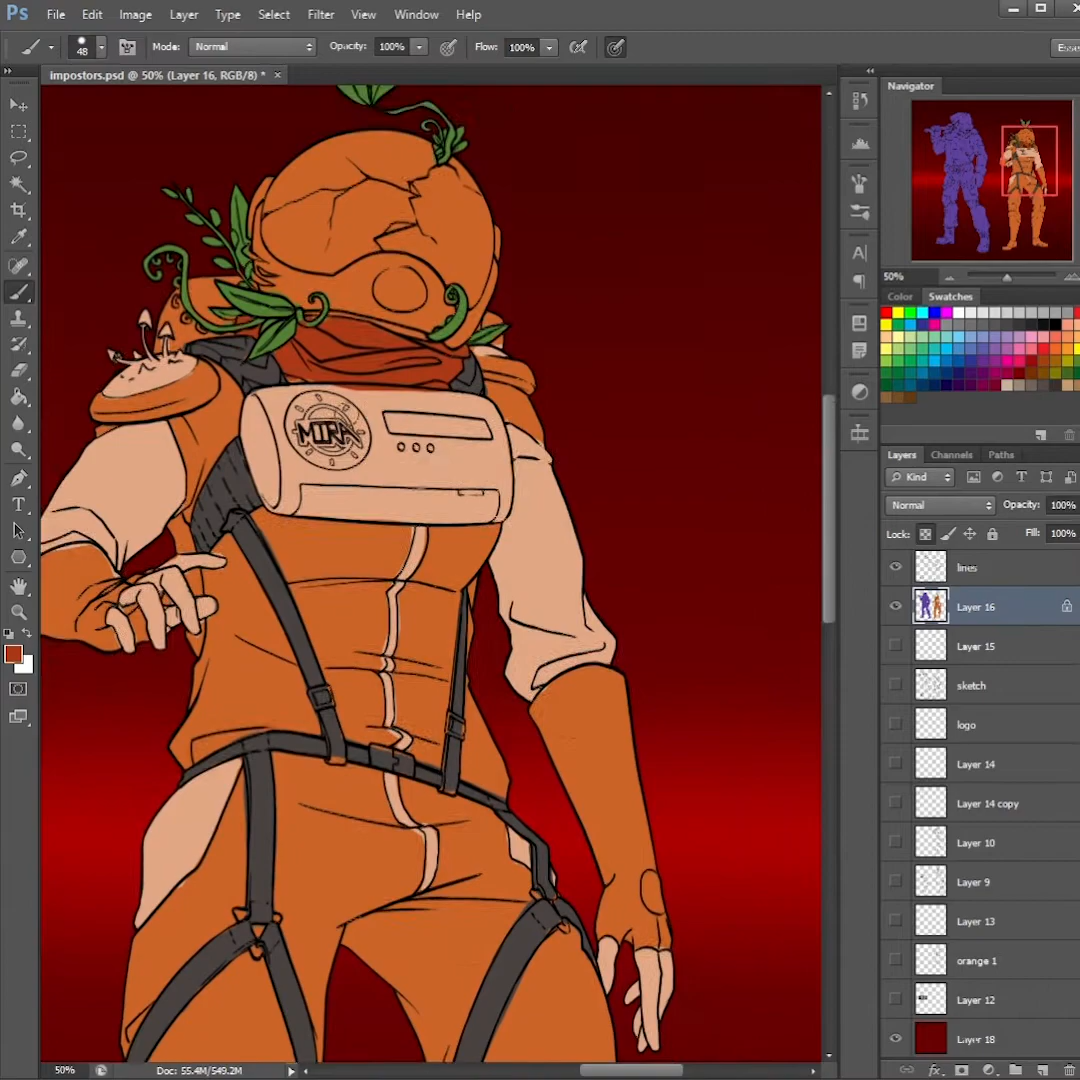 Ps File Edit Image Layer Type Select Filter View Window Help
48 Mode: Normal Opacity: 100% Flow: 100%
impostors.psd @ 50% (Layer 16, RGB/8) * ×
Navigator
50%
Color Swatches
MIRA
Layers Channels Paths
Kind
Normal Opacity: 100%
Lock: Fill: 100%
lines
Layer 16
Layer 15
sketch
logo
Layer 14
Layer 14 copy
Layer 10
Layer 9
Layer 13
orange 1
Layer 12
Layer 18
50% Doc: 55.4M/549.2M
fx